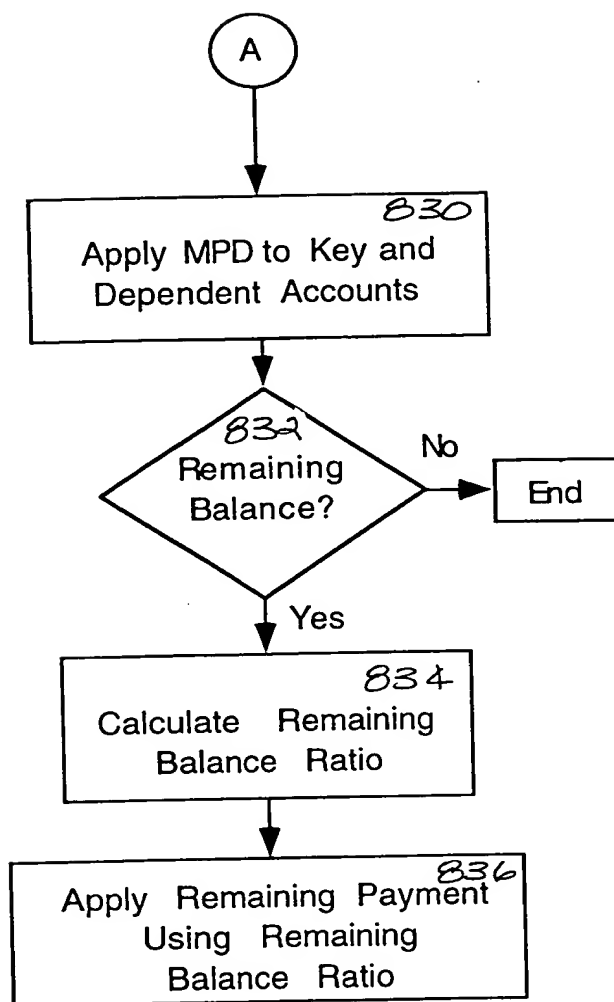 A
830
Apply MPD to Key and
Dependent Accounts
832
Remaining
Balance?
No
End
Yes
834
Calculate Remaining
Balance Ratio
836
Apply Remaining Payment
Using Remaining
Balance Ratio